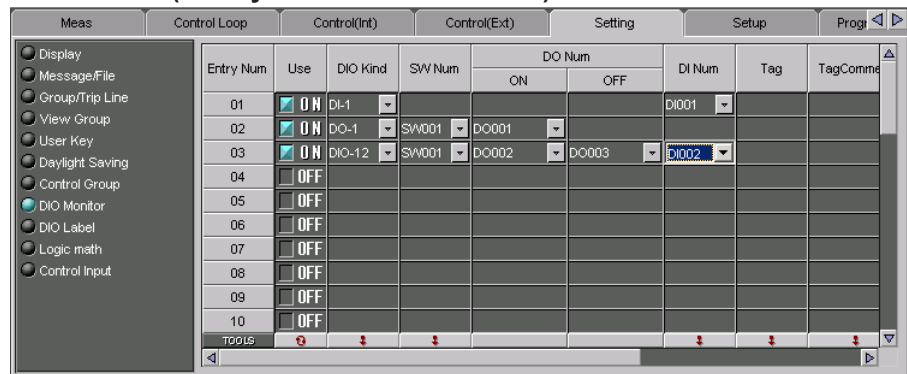 Meas Control Loop Control(Int) Control(Ext) Setting Setup Progr
Display
Message/File
Group/Trip Line
View Group
User Key
Daylight Saving
Control Group
DIO Monitor
DIO Label
Logic math
Control Input
Entry Num Use DIO Kind SW Num DO Num DI Num Tag TagComme
ON OFF
01 ON DI-1 DI001
02 ON DO-1 SW001 DO001
03 ON DIO-12 SW001 DO002 DO003 DI002
04 OFF
05 OFF
06 OFF
07 OFF
08 OFF
09 OFF
10 OFF
TOOLS